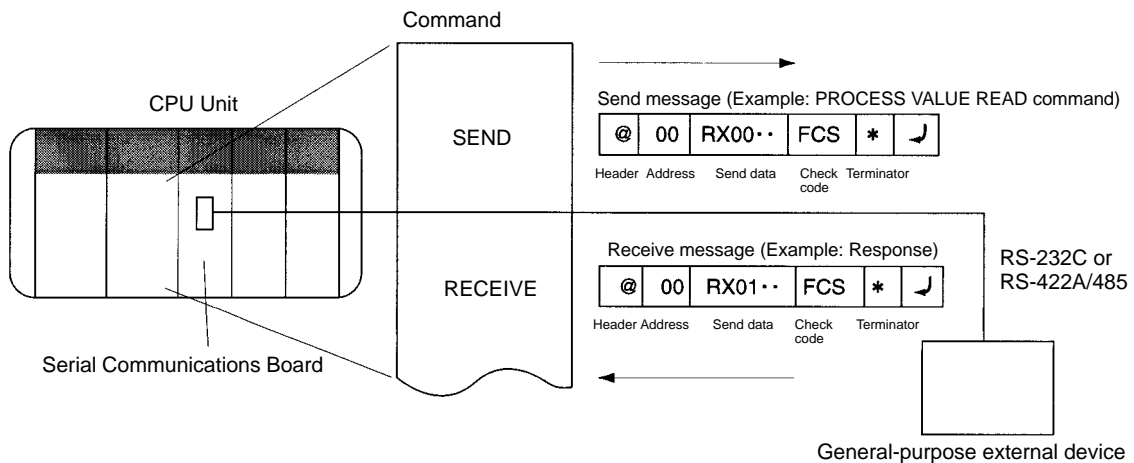 Command
CPU Unit
SEND
Send message (Example: PROCESS VALUE READ command)
@ 00 RX00·· FCS * ↲
Header Address Send data Check code Terminator
Receive message (Example: Response)
RECEIVE
@ 00 RX01·· FCS * ↲
Header Address Send data Check code Terminator
RS-232C or
RS-422A/485
Serial Communications Board
General-purpose external device